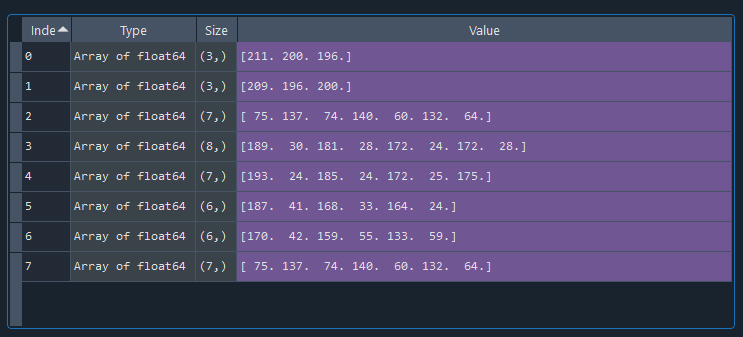 Inde Type Size Value
0 Array of float64 (3,) [211. 200. 196.]
1 Array of float64 (3,) [209. 196. 200.]
2 Array of float64 (7,) [ 75. 137.  74. 140.  60. 132.  64.]
3 Array of float64 (8,) [189.  30. 181.  28. 172.  24. 172.  28.]
4 Array of float64 (7,) [193.  24. 185.  24. 172.  25. 175.]
5 Array of float64 (6,) [187.  41. 168.  33. 164.  24.]
6 Array of float64 (6,) [170.  42. 159.  55. 133.  59.]
7 Array of float64 (7,) [ 75. 137.  74. 140.  60. 132.  64.]